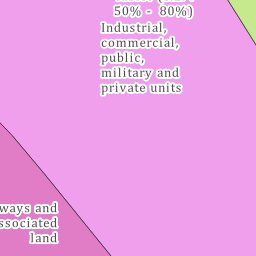 50% - 80%)
Industrial,
commercial,
public,
military and
private units
ways and
ssociated
land